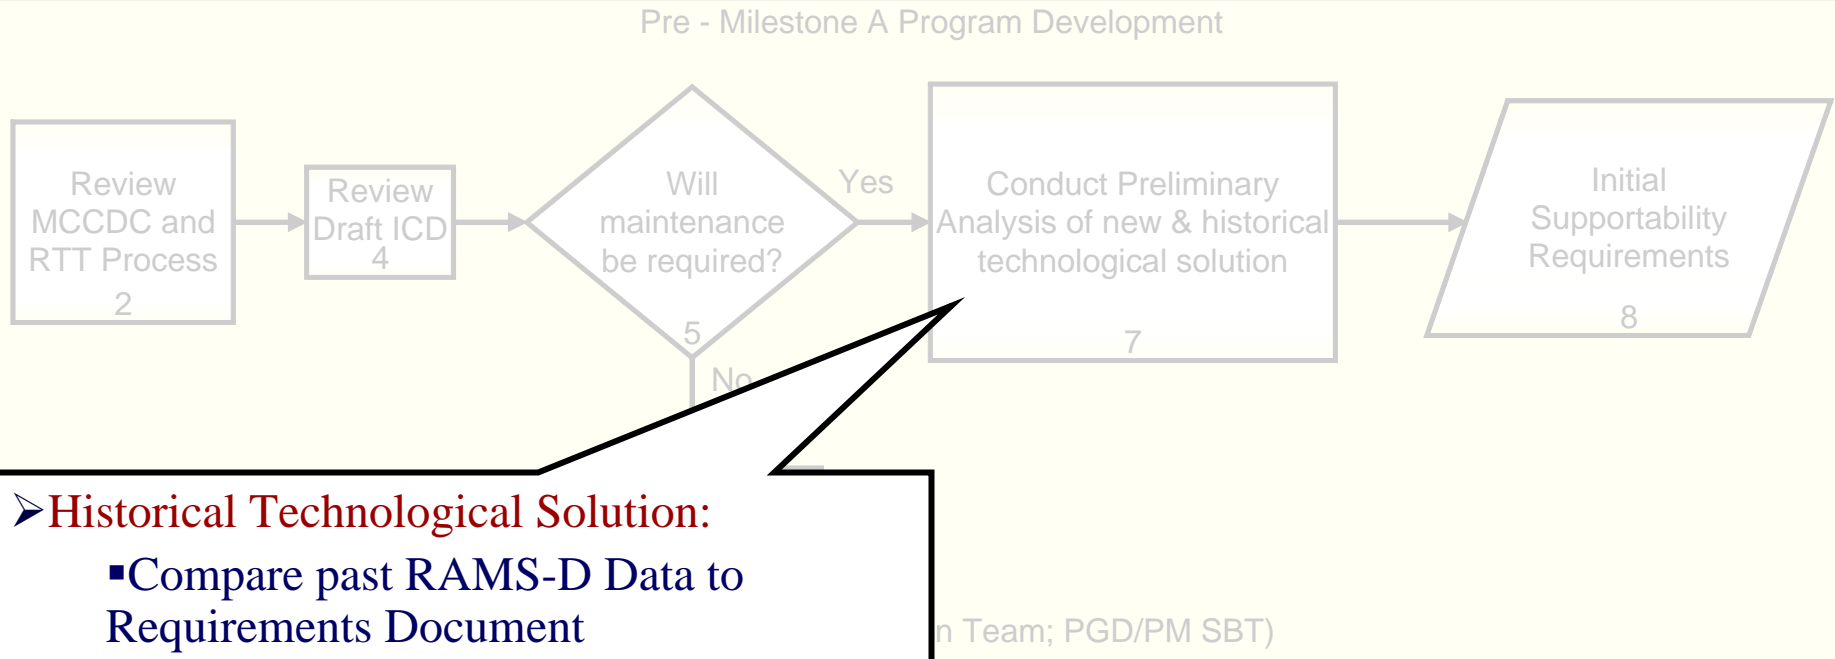 Pre - Milestone A Program Development
Review
MCCDC and
RTT Process
2
Review
Draft ICD
4
Will
maintenance
be required?
5
Yes
No
Conduct Preliminary
Analysis of new & historical
technological solution
7
Initial
Supportability
Requirements
8
➢Historical Technological Solution:
▪Compare past RAMS-D Data to
Requirements Document
n Team; PGD/PM SBT)